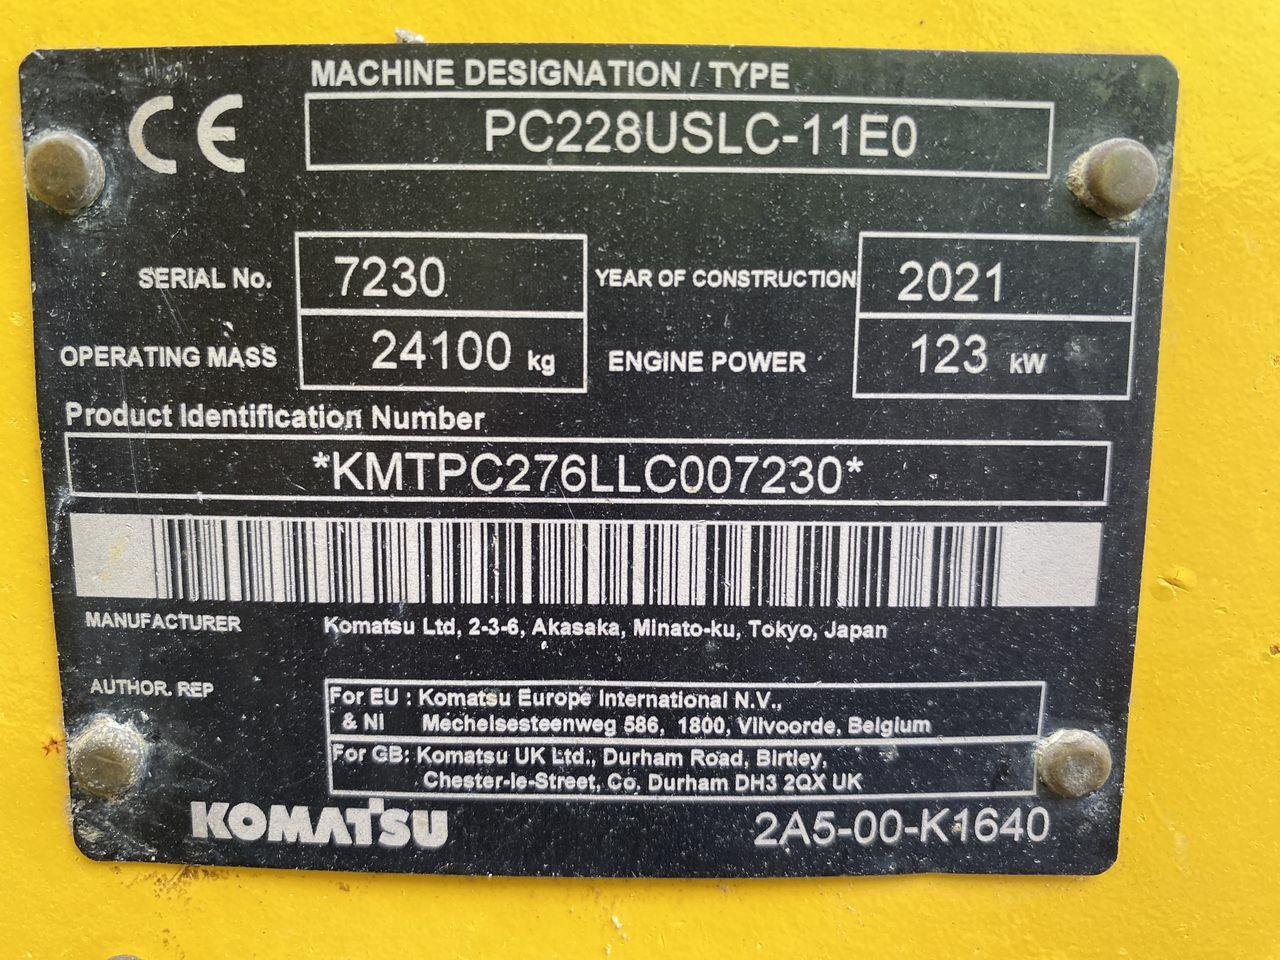 MACHINE DESIGNATION / TYPE
CE
PC228USLC-11E0
SERIAL No. 7230 YEAR OF CONSTRUCTION 2021
OPERATING MASS 24100 kg ENGINE POWER 123 kW
Product Identification Number
*KMTPC276LLC007230*
MANUFACTURER Komatsu Ltd, 2-3-6, Akasaka, Minato-ku, Tokyo, Japan
AUTHOR. REP For EU : Komatsu Europe International N.V.,
& NI Mechelsesteenweg 586, 1800, Vilvoorde, Belgium
For GB: Komatsu UK Ltd., Durham Road, Birtley,
Chester-le-Street, Co. Durham DH3 2QX UK
KOMATSU 2A5-00-K1640